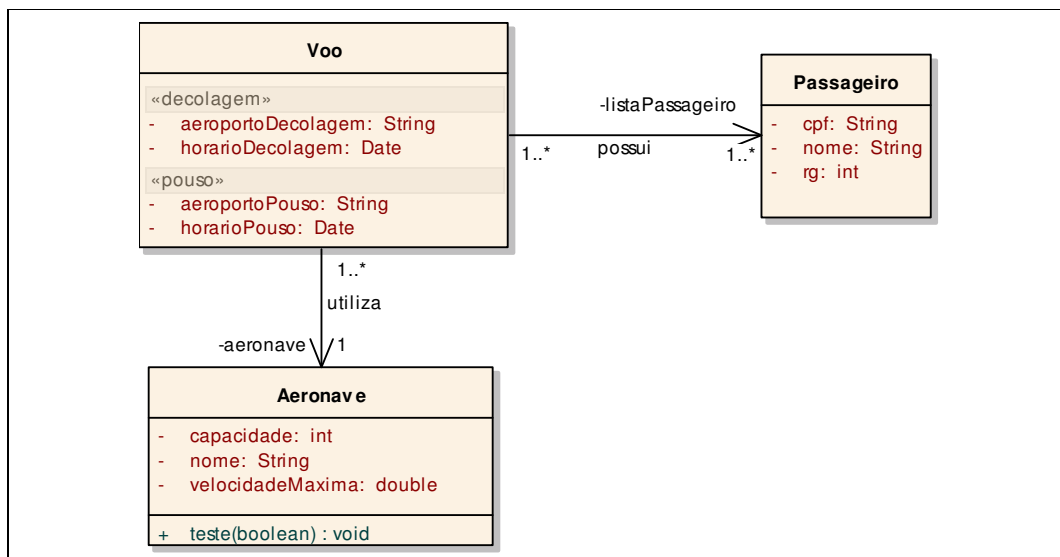 Voo
«decolagem»
- aeroportoDecolagem: String
- horarioDecolagem: Date
«pouso»
- aeroportoPouso: String
- horarioPouso: Date
-listaPassageiro
1..* possui 1..*
Passageiro
- cpf: String
- nome: String
- rg: int
1..*
utiliza
-aeronave 1
Aeronave
- capacidade: int
- nome: String
- velocidadeMaxima: double
+ teste(boolean) : void